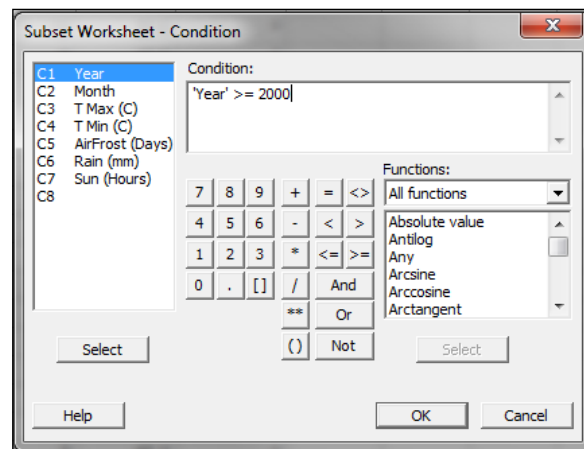 Subset Worksheet - Condition
C1 Year
C2 Month
C3 T Max (C)
C4 T Min (C)
C5 AirFrost (Days)
C6 Rain (mm)
C7 Sun (Hours)
C8
Select
Condition:
'Year' >= 2000
7 8 9 + = <>
4 5 6 - < >
1 2 3 * <= >=
0 . [] / And
** Or
() Not
Functions:
All functions
Absolute value
Antilog
Any
Arcsine
Arccosine
Arctangent
Select
Help
OK
Cancel